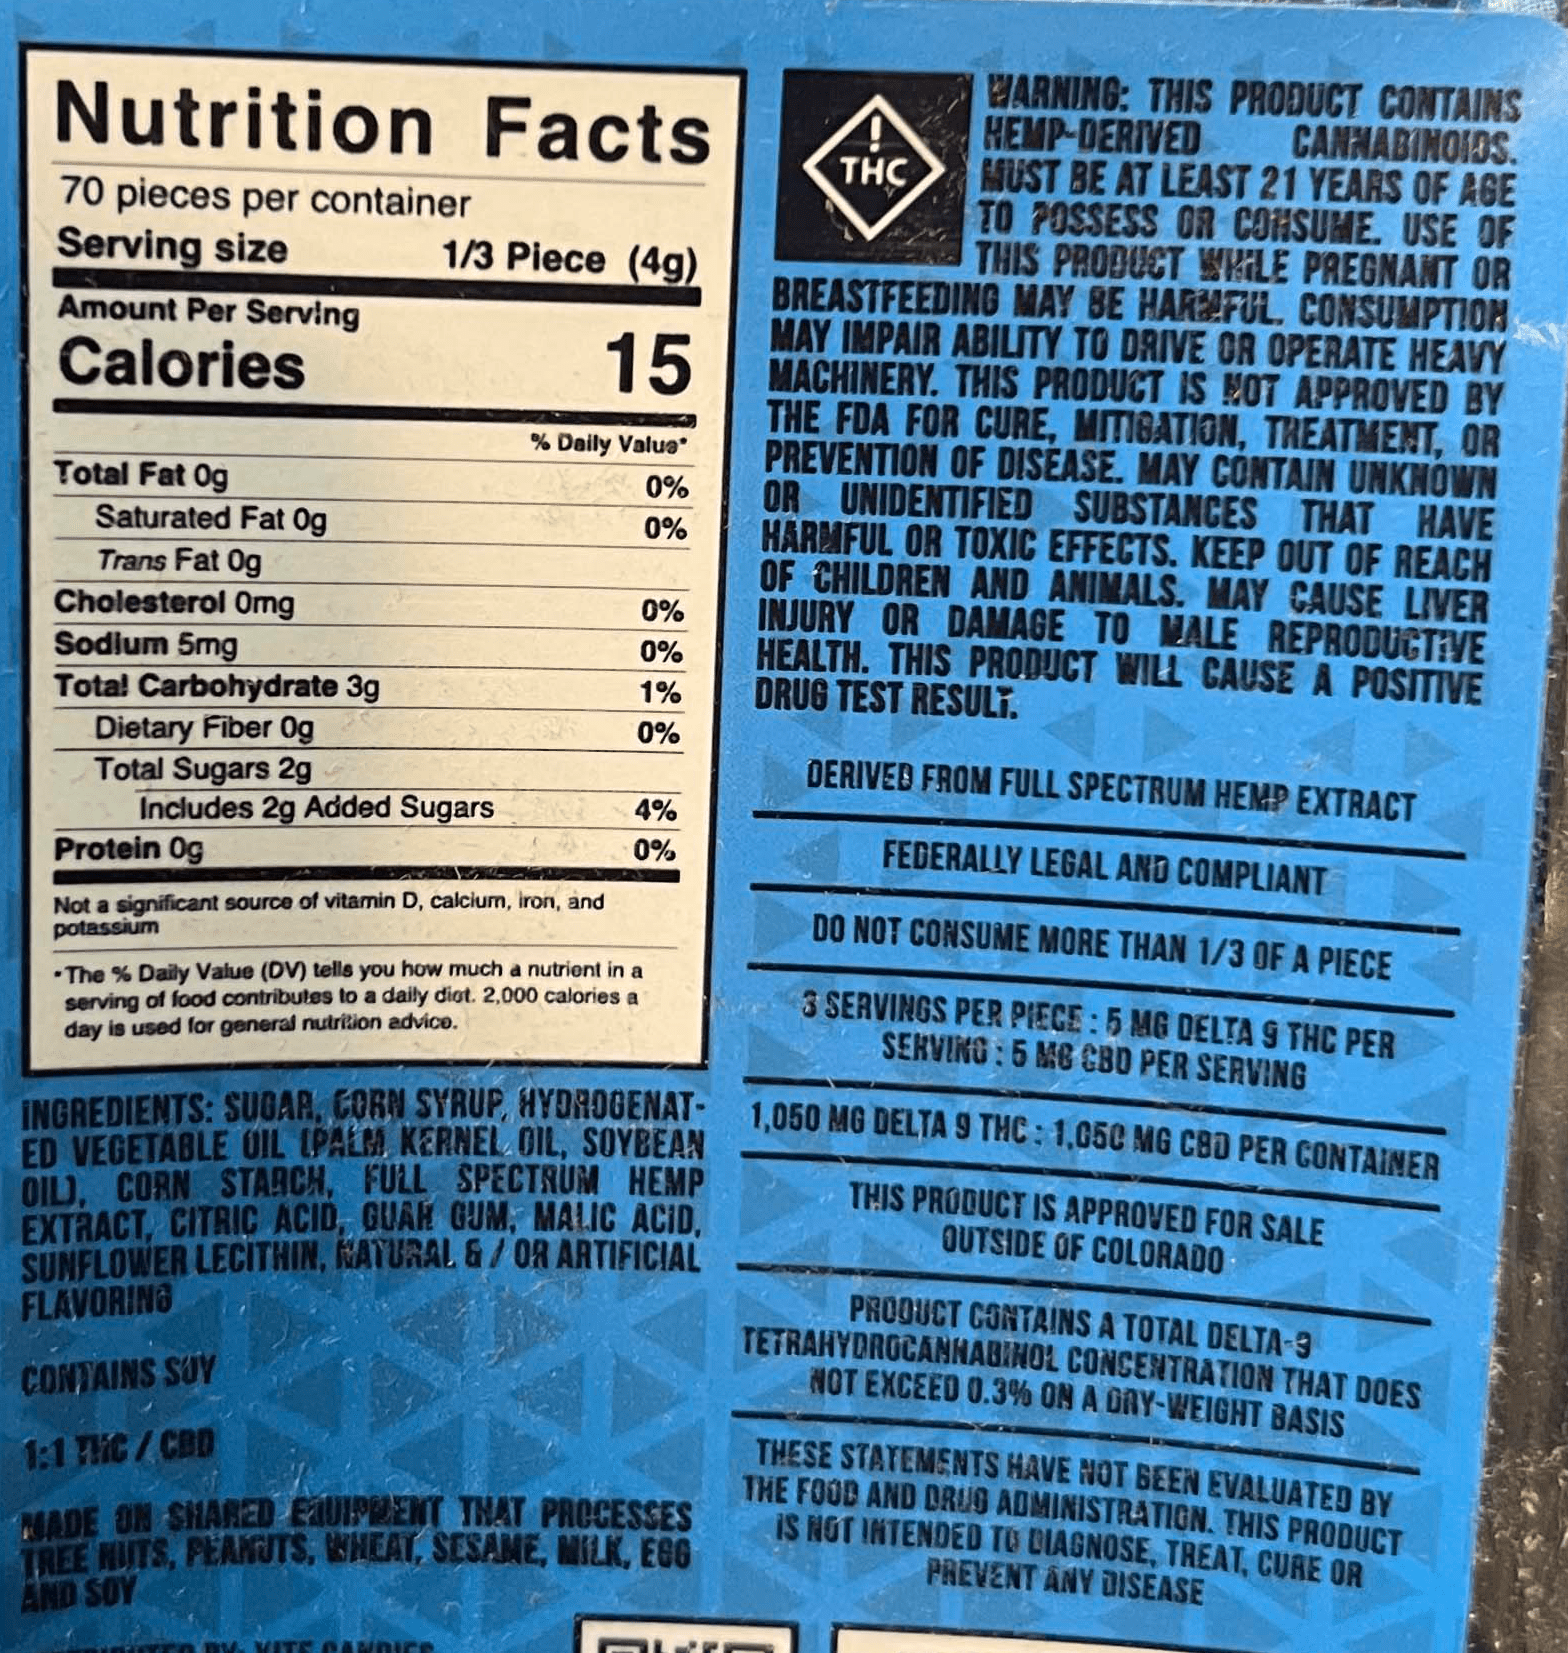 Nutrition Facts
70 pieces per container
Serving size 1/3 Piece (4g)
Amount Per Serving
Calories 15
% Daily Value*
Total Fat 0g 0%
Saturated Fat 0g 0%
Trans Fat 0g
Cholesterol 0mg 0%
Sodium 5mg 0%
Total Carbohydrate 3g 1%
Dietary Fiber 0g 0%
Total Sugars 2g
Includes 2g Added Sugars 4%
Protein 0g 0%
Not a significant source of vitamin D, calcium, iron, and
potassium
*The % Daily Value (DV) tells you how much a nutrient in a
serving of food contributes to a daily diet. 2,000 calories a
day is used for general nutrition advice.
INGREDIENTS: SUGAR, CORN SYRUP, HYDROGENAT-
ED VEGETABLE OIL (PALM KERNEL OIL, SOYBEAN
OIL), CORN STARCH, FULL SPECTRUM HEMP
EXTRACT, CITRIC ACID, GUAR GUM, MALIC ACID,
SUNFLOWER LECITHIN, NATURAL & / OR ARTIFICIAL
FLAVORING
CONTAINS SOY
1:1 THC / CBD
MADE ON SHARED EQUIPMENT THAT PROCESSES
TREE NUTS, PEANUTS, WHEAT, SESAME, MILK, EGG
AND SOY
! THC
WARNING: THIS PRODUCT CONTAINS
HEMP-DERIVED CANNABINOIDS.
MUST BE AT LEAST 21 YEARS OF AGE
TO POSSESS OR CONSUME. USE OF
THIS PRODUCT WHILE PREGNANT OR
BREASTFEEDING MAY BE HARMFUL. CONSUMPTION
MAY IMPAIR ABILITY TO DRIVE OR OPERATE HEAVY
MACHINERY. THIS PRODUCT IS NOT APPROVED BY
THE FDA FOR CURE, MITIGATION, TREATMENT, OR
PREVENTION OF DISEASE. MAY CONTAIN UNKNOWN
OR UNIDENTIFIED SUBSTANCES THAT HAVE
HARMFUL OR TOXIC EFFECTS. KEEP OUT OF REACH
OF CHILDREN AND ANIMALS. MAY CAUSE LIVER
INJURY OR DAMAGE TO MALE REPRODUCTIVE
HEALTH. THIS PRODUCT WILL CAUSE A POSITIVE
DRUG TEST RESULT.
DERIVED FROM FULL SPECTRUM HEMP EXTRACT
FEDERALLY LEGAL AND COMPLIANT
DO NOT CONSUME MORE THAN 1/3 OF A PIECE
3 SERVINGS PER PIECE : 5 MG DELTA 9 THC PER
SERVING : 5 MG CBD PER SERVING
1,050 MG DELTA 9 THC : 1,050 MG CBD PER CONTAINER
THIS PRODUCT IS APPROVED FOR SALE
OUTSIDE OF COLORADO
PRODUCT CONTAINS A TOTAL DELTA-9
TETRAHYDROCANNABINOL CONCENTRATION THAT DOES
NOT EXCEED 0.3% ON A DRY-WEIGHT BASIS
THESE STATEMENTS HAVE NOT BEEN EVALUATED BY
THE FOOD AND DRUG ADMINISTRATION. THIS PRODUCT
IS NOT INTENDED TO DIAGNOSE, TREAT, CURE OR
PREVENT ANY DISEASE